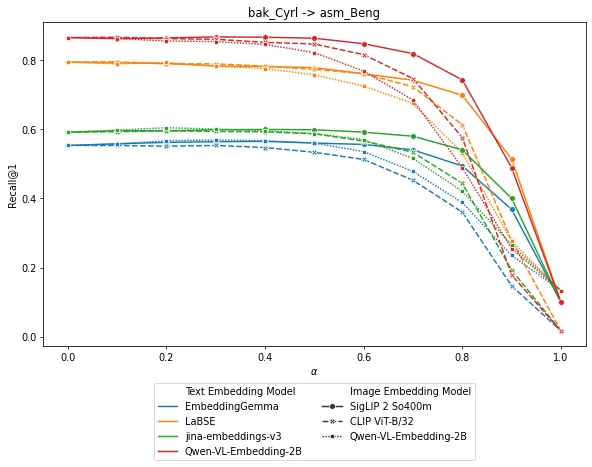 bak_Cyrl -> asm_Beng
Recall@1
0.8
0.6
0.4
0.2
0.0
0.0 0.2 0.4 0.6 0.8 1.0
α
Text Embedding Model
EmbeddingGemma
LaBSE
jina-embeddings-v3
Qwen-VL-Embedding-2B
Image Embedding Model
SigLIP 2 So400m
CLIP ViT-B/32
Qwen-VL-Embedding-2B